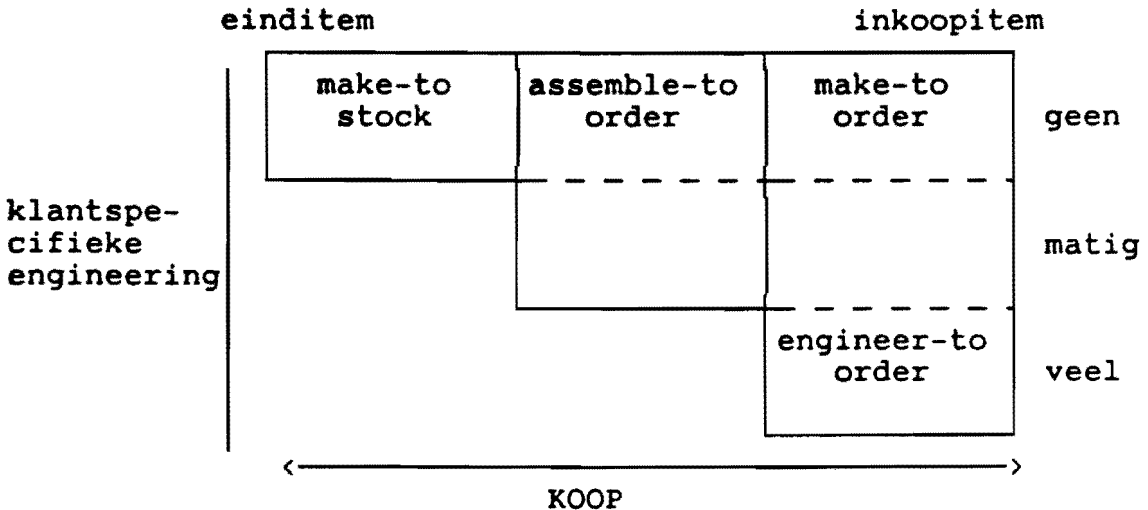 einditem
inkoopitem
make-to
stock
assemble-to
order
make-to
order
geen
klantspe-
cifieke
engineering
matig
engineer-to
order
veel
KOOP